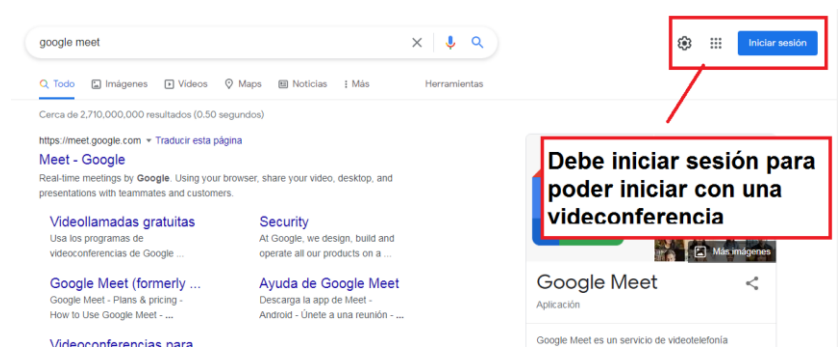 google meet
Iniciar sesión
Todo Imágenes Videos Maps Noticias Más Herramientas
Cerca de 2,710,000,000 resultados (0.50 segundos)
https://meet.google.com Traducir esta página
Meet - Google
Real-time meetings by Google. Using your browser, share your video, desktop, and
presentations with teammates and customers.
Videollamadas gratuitas
Usa los programas de
videoconferencias de Google ...
Security
At Google, we design, build and
operate all our products on a ...
Google Meet (formerly ...
Google Meet - Plans & pricing -
How to Use Google Meet - ...
Ayuda de Google Meet
Descarga la app de Meet -
Android - Únete a una reunión - ...
Videoconferencias para
Debe iniciar sesión para
poder iniciar con una
videconferencia
Más imágenes
Google Meet
Aplicación
Google Meet es un servicio de videotelefonía